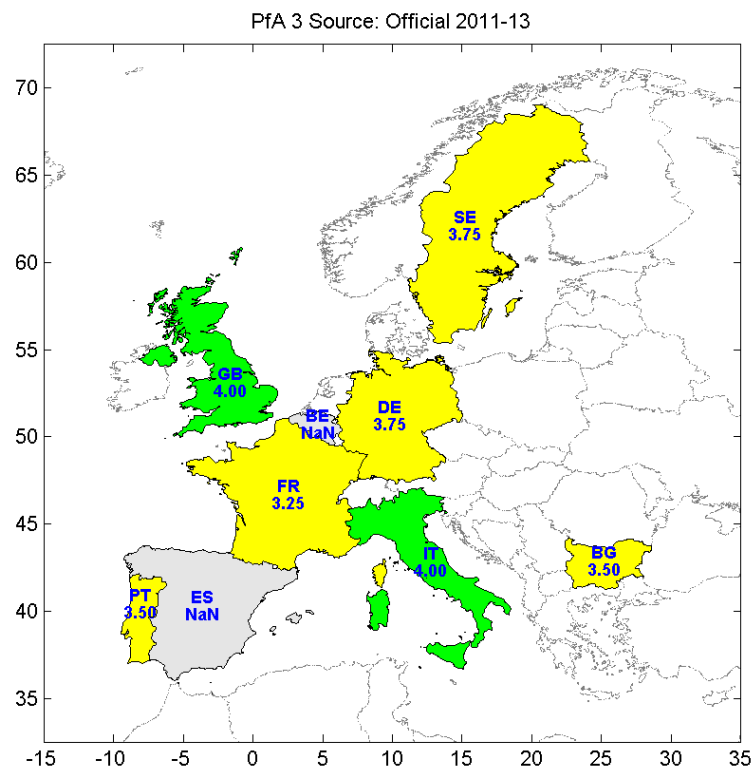 PfA 3 Source: Official 2011-13
70
65
SE
3.75
60
55
GB
4.00
DE
3.75
BE
NaN
50
FR
3.25
45
IT
4.00
BG
3.50
PT
3.50
ES
NaN
40
35
-15 -10 -5 0 5 10 15 20 25 30 35